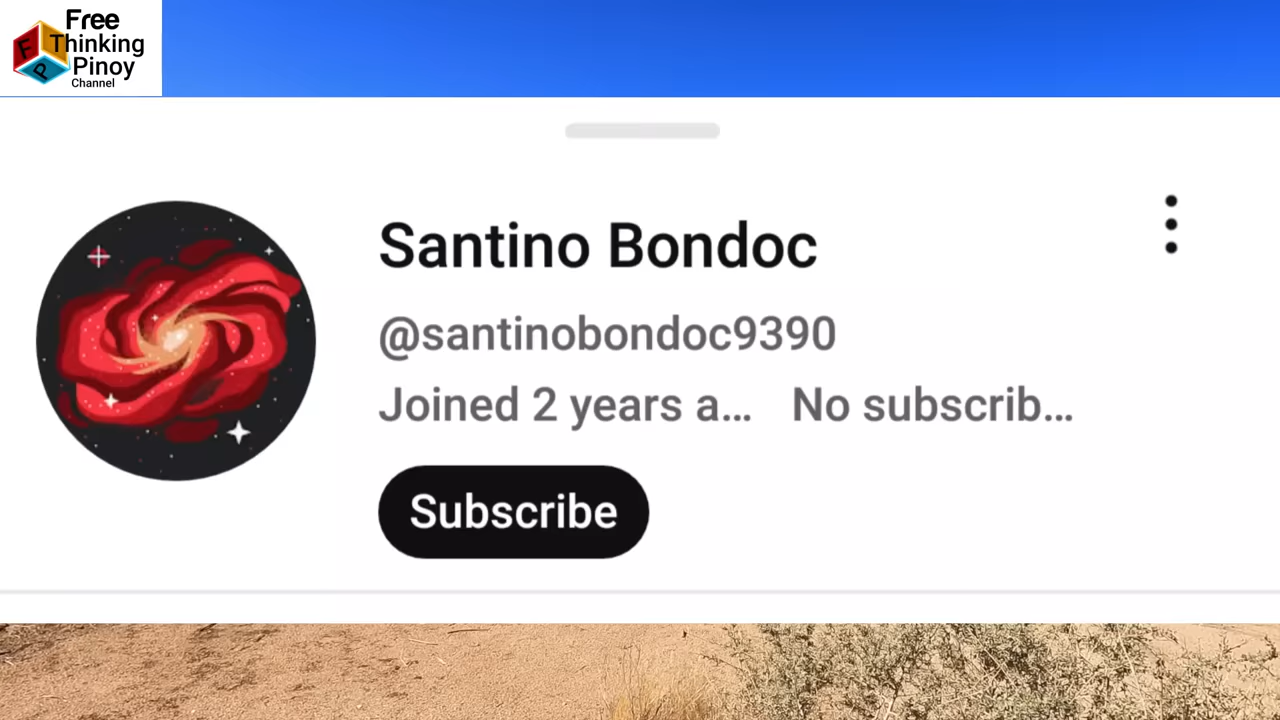 Free
Thinking
Pinoy
Channel
F
P
Santino Bondoc
@santinobondoc9390
Joined 2 years a... No subscrib...
Subscribe